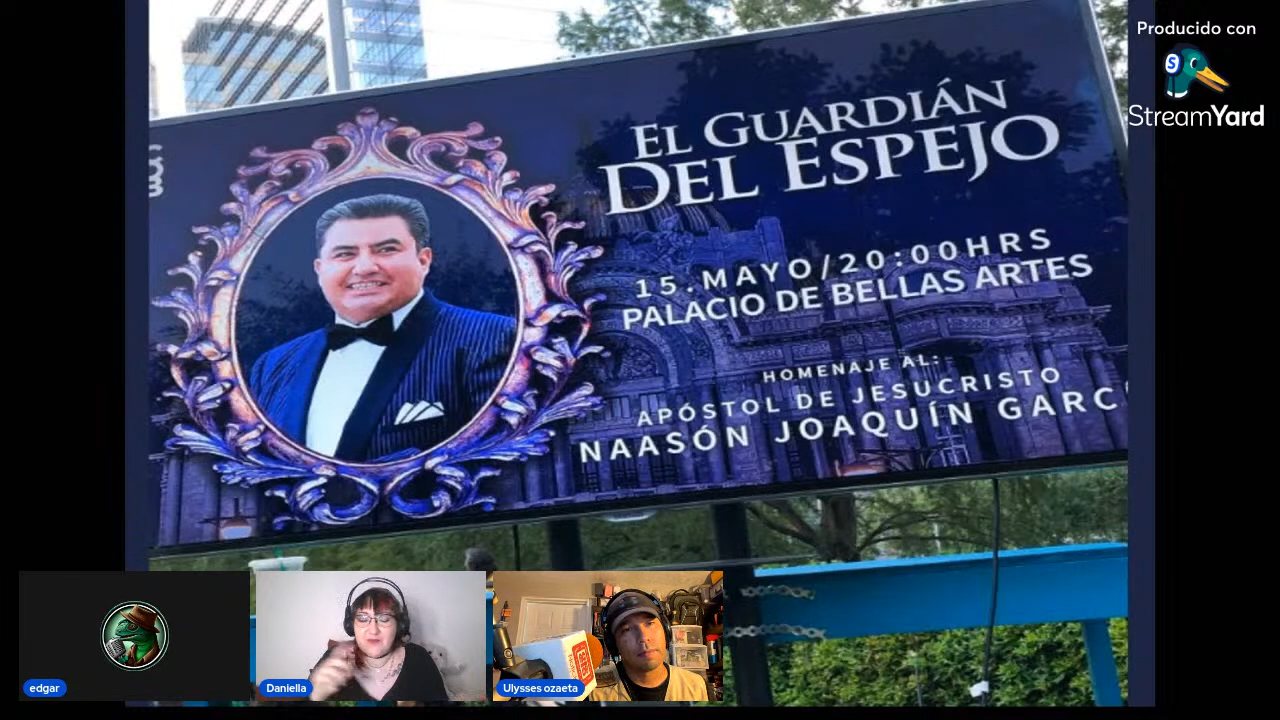 Producido con
S
StreamYard
EL GUARDIÁN
DEL ESPEJO
15.MAYO/20:00HRS
PALACIO DE BELLAS ARTES
HOMENAJE AL:
APÓSTOL DE JESUCRISTO
NAASÓN JOAQUÍN GARC
edgar
Daniella
Ulysses ozaeta